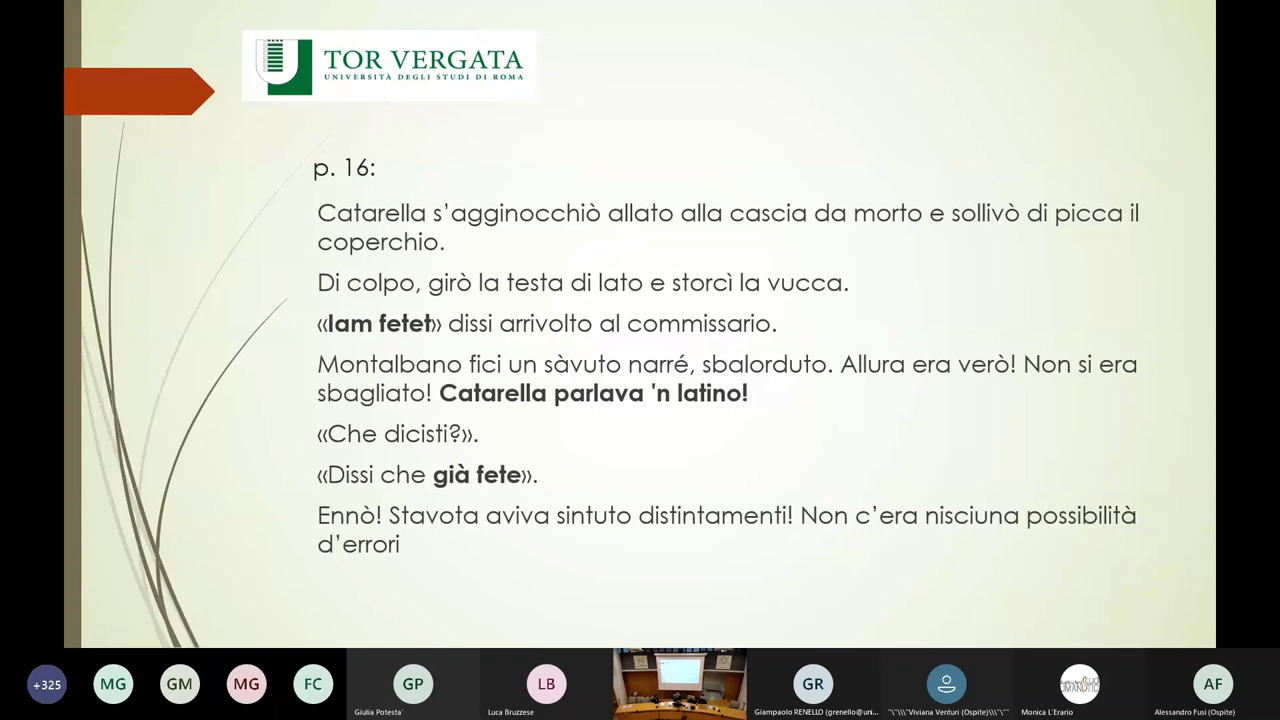 TOR VERGATA
UNIVERSITÀ DEGLI STUDI DI ROMA
p. 16:
Catarella s’agginocchiò allato alla cascia da morto e sollivò di picca il
coperchio.
Di colpo, girò la testa di lato e storcì la vucca.
«Iam fetet» dissi arrivolto al commissario.
Montalbano fici un sàvuto narré, sbalorduto. Allura era verò! Non si era
sbagliato! Catarella parlava 'n latino!
«Che dicisti?».
«Dissi che già fete».
Ennò! Stavota aviva sintuto distintamenti! Non c’era nisciuna possibilità
d’errori
+325
MG
GM
MG
FC
GP
LB
GR
AF
Giulia Potesta'
Luca Bruzzese
Giampaolo RENELLO (grenello@uni...
"\"\\\"Viviana Venturi (Ospite)\\\"\"
Monica L'Erario
Alessandro Fusi (Ospite)